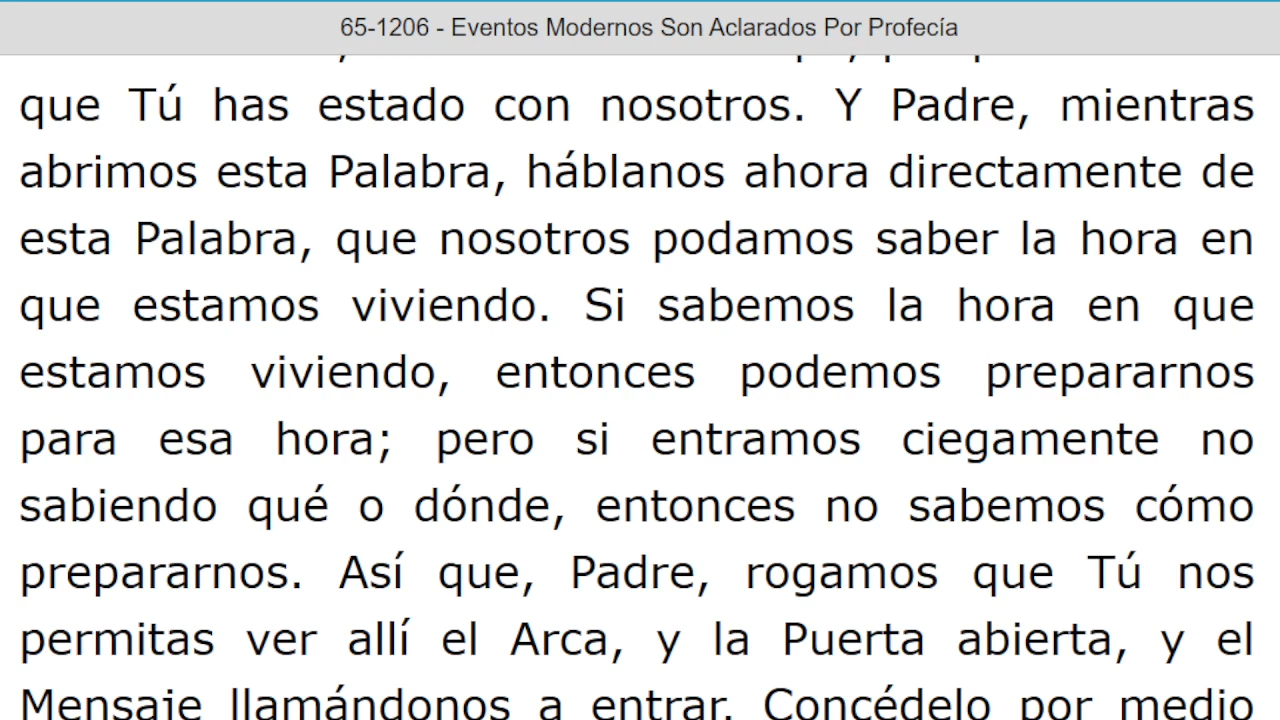 65-1206 - Eventos Modernos Son Aclarados Por Profecía
que Tú has estado con nosotros. Y Padre, mientras
abrimos esta Palabra, háblanos ahora directamente de
esta Palabra, que nosotros podamos saber la hora en
que estamos viviendo. Si sabemos la hora en que
estamos viviendo, entonces podemos prepararnos
para esa hora; pero si entramos ciegamente no
sabiendo qué o dónde, entonces no sabemos cómo
prepararnos. Así que, Padre, rogamos que Tú nos
permitas ver allí el Arca, y la Puerta abierta, y el
Mensaje llamándonos a entrar. Concédelo por medio